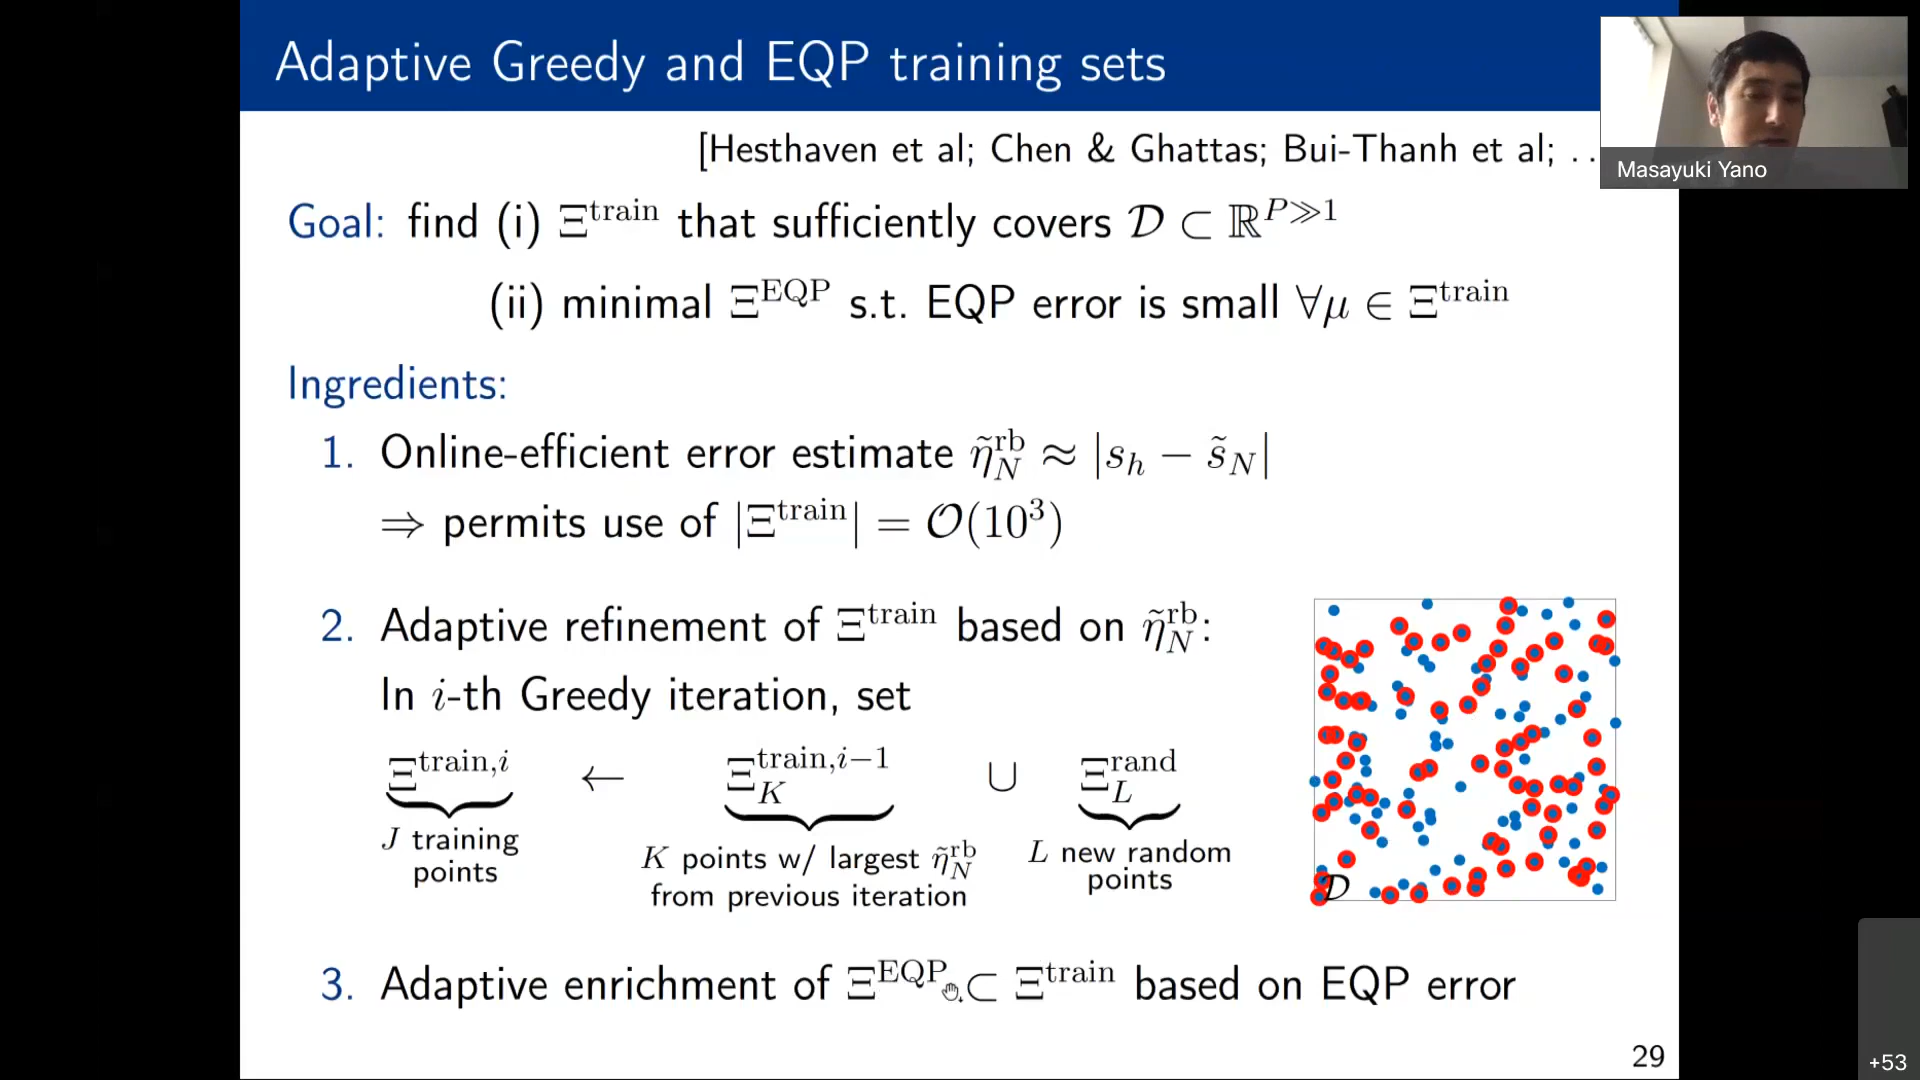 Adaptive Greedy and EQP training sets
[Hesthaven et al; Chen & Ghattas; Bui-Thanh et al; ...
Masayuki Yano
Goal: find (i) Ξ^train that sufficiently covers 𝒟 ⊂ ℝ^{P≫1}
(ii) minimal Ξ^EQP s.t. EQP error is small ∀μ ∈ Ξ^train
Ingredients:
1. Online-efficient error estimate η̃_N^rb ≈ |s_h − s̃_N|
⇒ permits use of |Ξ^train| = 𝒪(10³)
2. Adaptive refinement of Ξ^train based on η̃_N^rb:
In i-th Greedy iteration, set
Ξ^{train,i} ← Ξ_K^{train,i−1} ∪ Ξ_L^rand
J training
points
K points w/ largest η̃_N^rb
from previous iteration
L new random
points
𝒟
3. Adaptive enrichment of Ξ^EQP ⊂ Ξ^train based on EQP error
29
+53